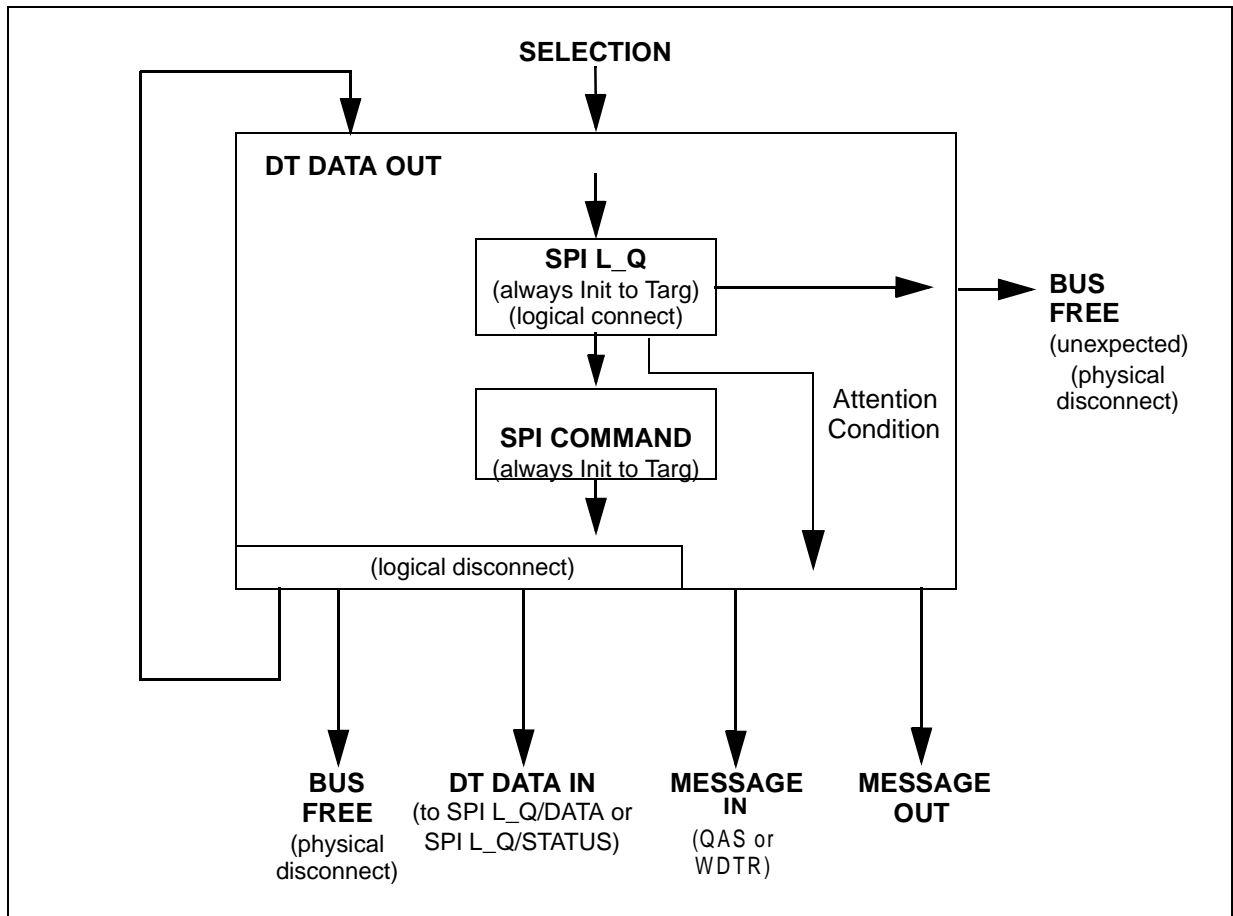 SELECTION
DT DATA OUT
SPI L_Q
(always Init to Targ)
(logical connect)
BUS
FREE
(unexpected)
(physical
disconnect)
Attention
Condition
SPI COMMAND
(always Init to Targ)
(logical disconnect)
BUS
FREE
(physical
disconnect)
DT DATA IN
(to SPI L_Q/DATA or
SPI L_Q/STATUS)
MESSAGE
IN
(QAS or
WDTR)
MESSAGE
OUT